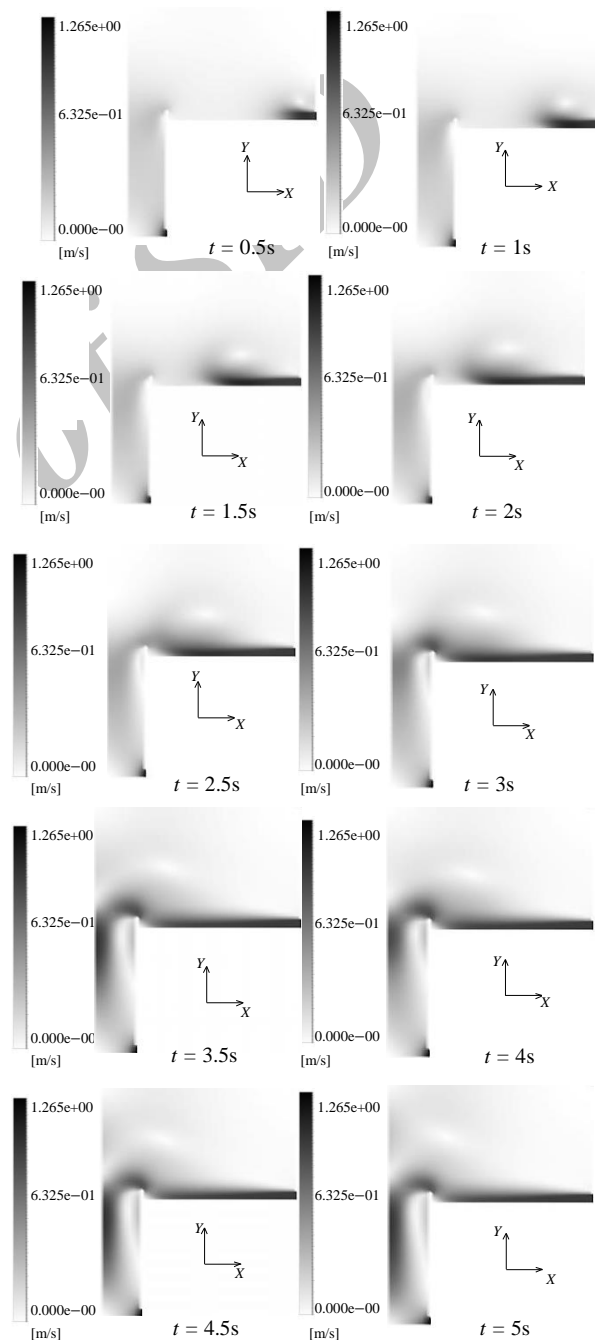 1.265e+00
6.325e−01
0.000e−00
[m/s]
Y
X
t = 0.5s
1.265e+00
6.325e−01
0.000e−00
[m/s]
Y
X
t = 1s
1.265e+00
6.325e−01
0.000e−00
[m/s]
Y
X
t = 1.5s
1.265e+00
6.325e−01
0.000e−00
[m/s]
Y
X
t = 2s
1.265e+00
6.325e−01
0.000e−00
[m/s]
Y
X
t = 2.5s
1.265e+00
6.325e−01
0.000e−00
[m/s]
Y
X
t = 3s
1.265e+00
6.325e−01
0.000e−00
[m/s]
Y
X
t = 3.5s
1.265e+00
6.325e−01
0.000e−00
[m/s]
Y
X
t = 4s
1.265e+00
6.325e−01
0.000e−00
[m/s]
Y
X
t = 4.5s
1.265e+00
6.325e−01
0.000e−00
[m/s]
Y
X
t = 5s